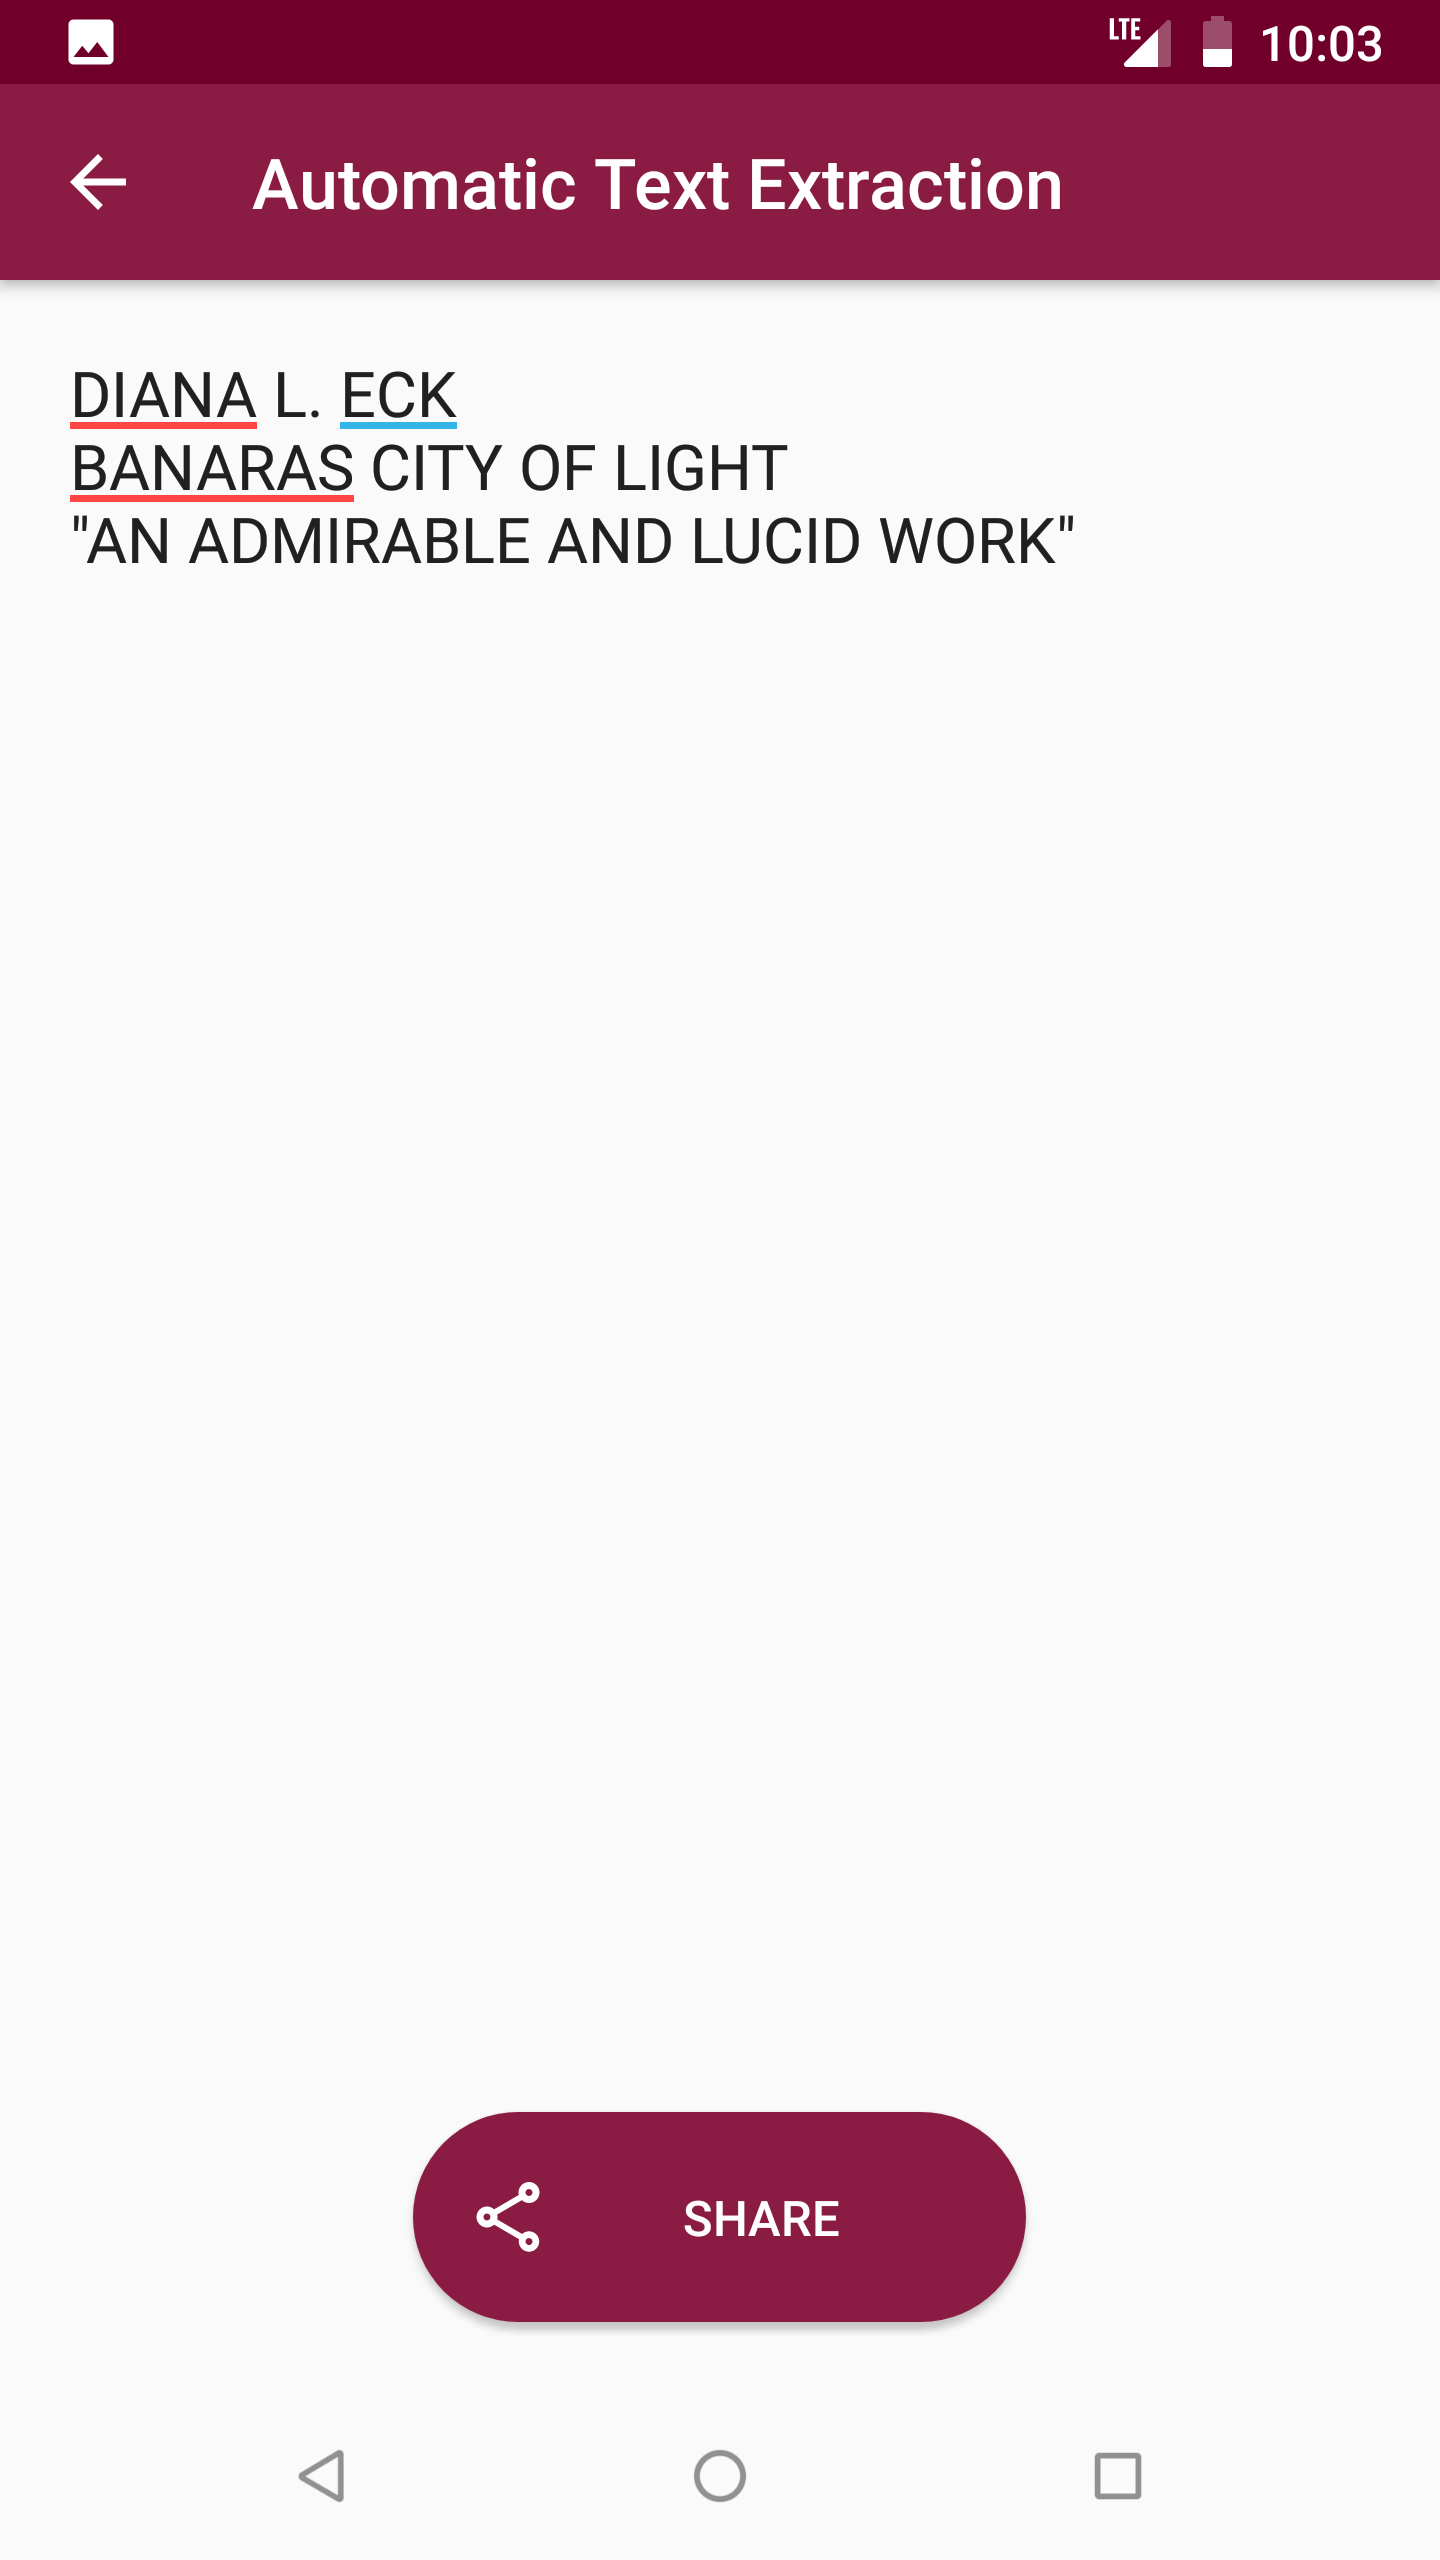 LTE 10:03
Automatic Text Extraction
DIANA L. ECK
BANARAS CITY OF LIGHT
"AN ADMIRABLE AND LUCID WORK"
SHARE